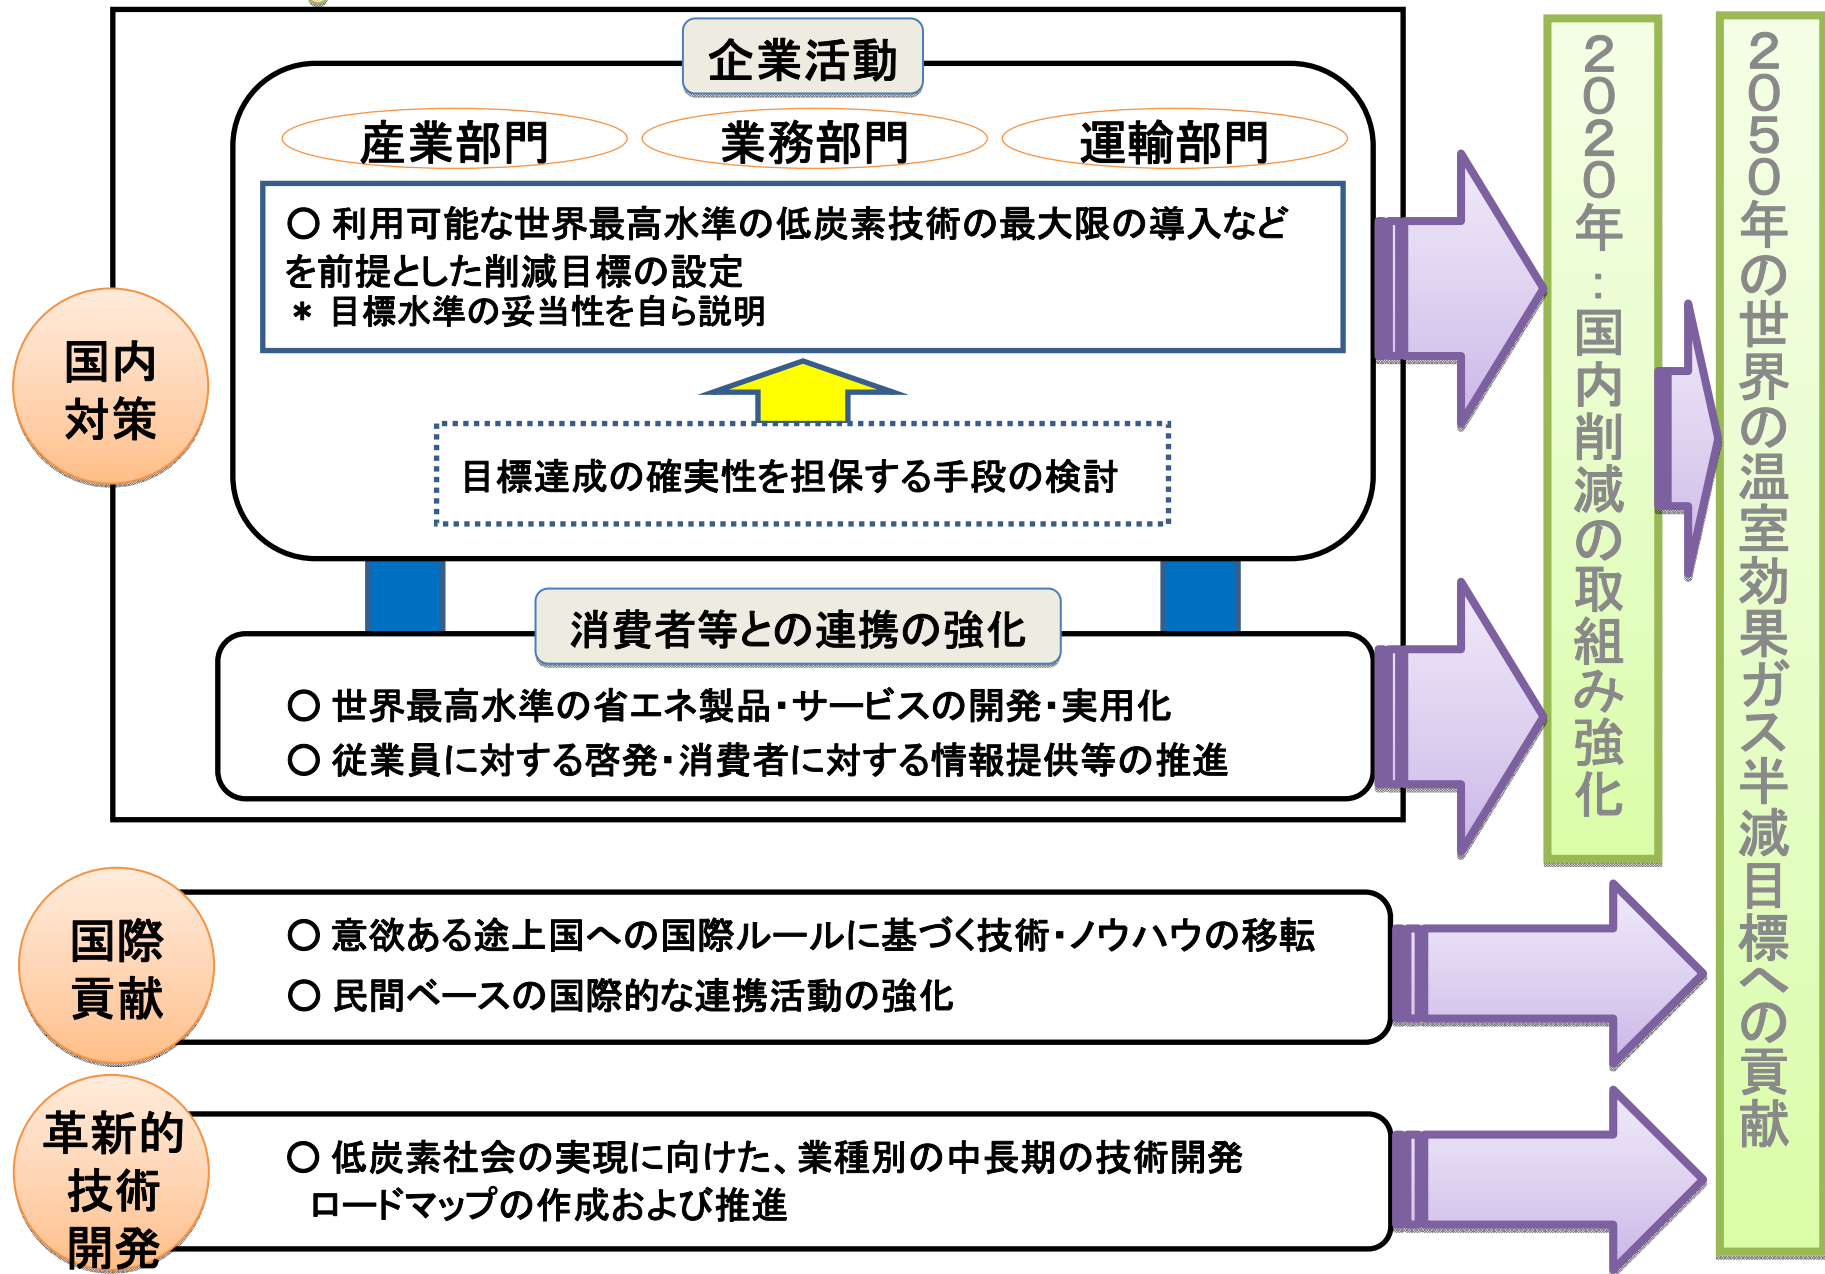 企業活動
産業部門
業務部門
運輸部門
○ 利用可能な世界最高水準の低炭素技術の最大限の導入など
を前提とした削減目標の設定
* 目標水準の妥当性を自ら説明
目標達成の確実性を担保する手段の検討
国内
対策
消費者等との連携の強化
○ 世界最高水準の省エネ製品・サービスの開発・実用化
○ 従業員に対する啓発・消費者に対する情報提供等の推進
国際
貢献
○ 意欲ある途上国への国際ルールに基づく技術・ノウハウの移転
○ 民間ベースの国際的な連携活動の強化
革新的
技術
開発
○ 低炭素社会の実現に向けた、業種別の中長期の技術開発
ロードマップの作成および推進
2020年：国内削減の取組み強化
2050年の世界の温室効果ガス半減目標への貢献